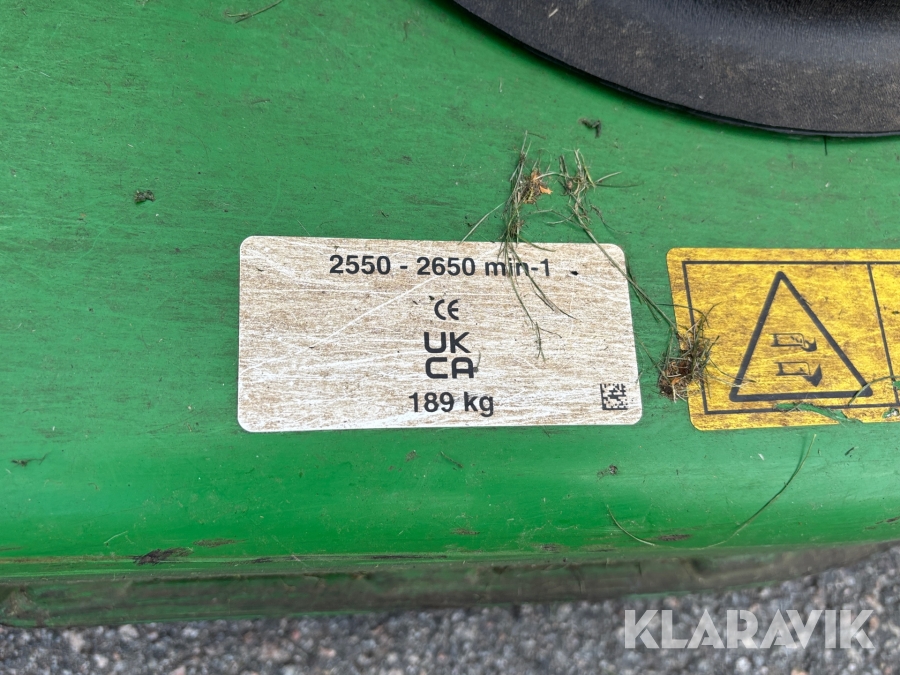 2550 - 2650 min-1
CE
UK
CA
189 kg
KLARAVIK